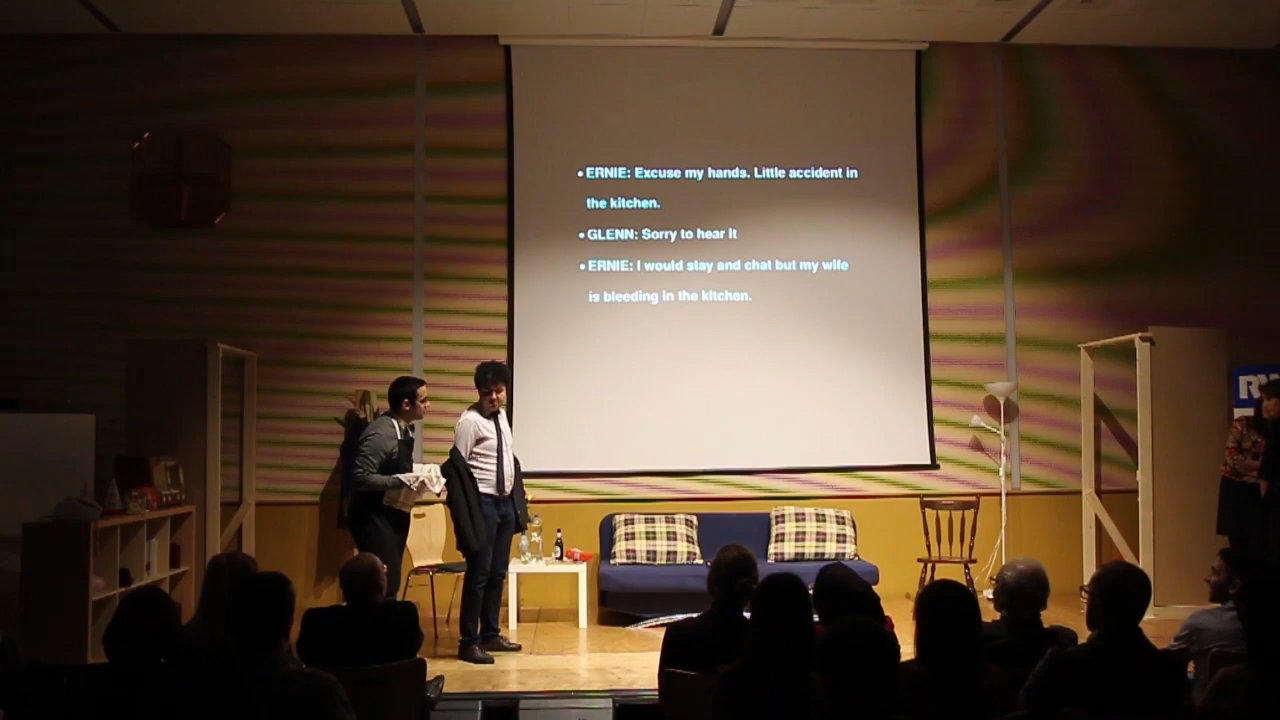 • ERNIE: Excuse my hands. Little accident in
the kitchen.
• GLENN: Sorry to hear it
• ERNIE: I would stay and chat but my wife
is bleeding in the kitchen.